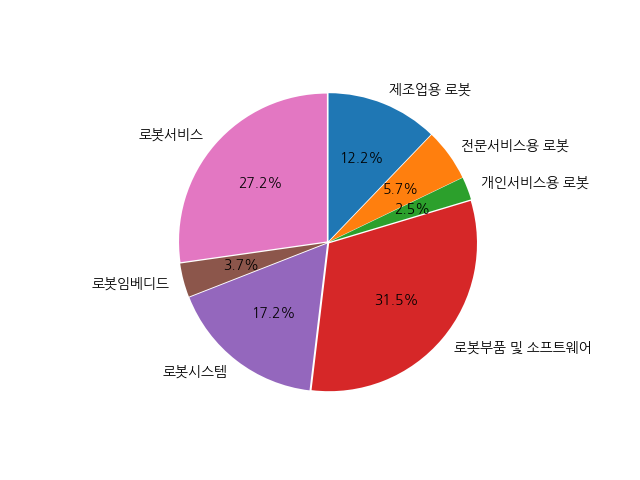 제조업용 로봇
12.2%
전문서비스용 로봇
5.7%
개인서비스용 로봇
2.5%
로봇부품 및 소프트웨어
31.5%
로봇시스템
17.2%
로봇임베디드
3.7%
로봇서비스
27.2%